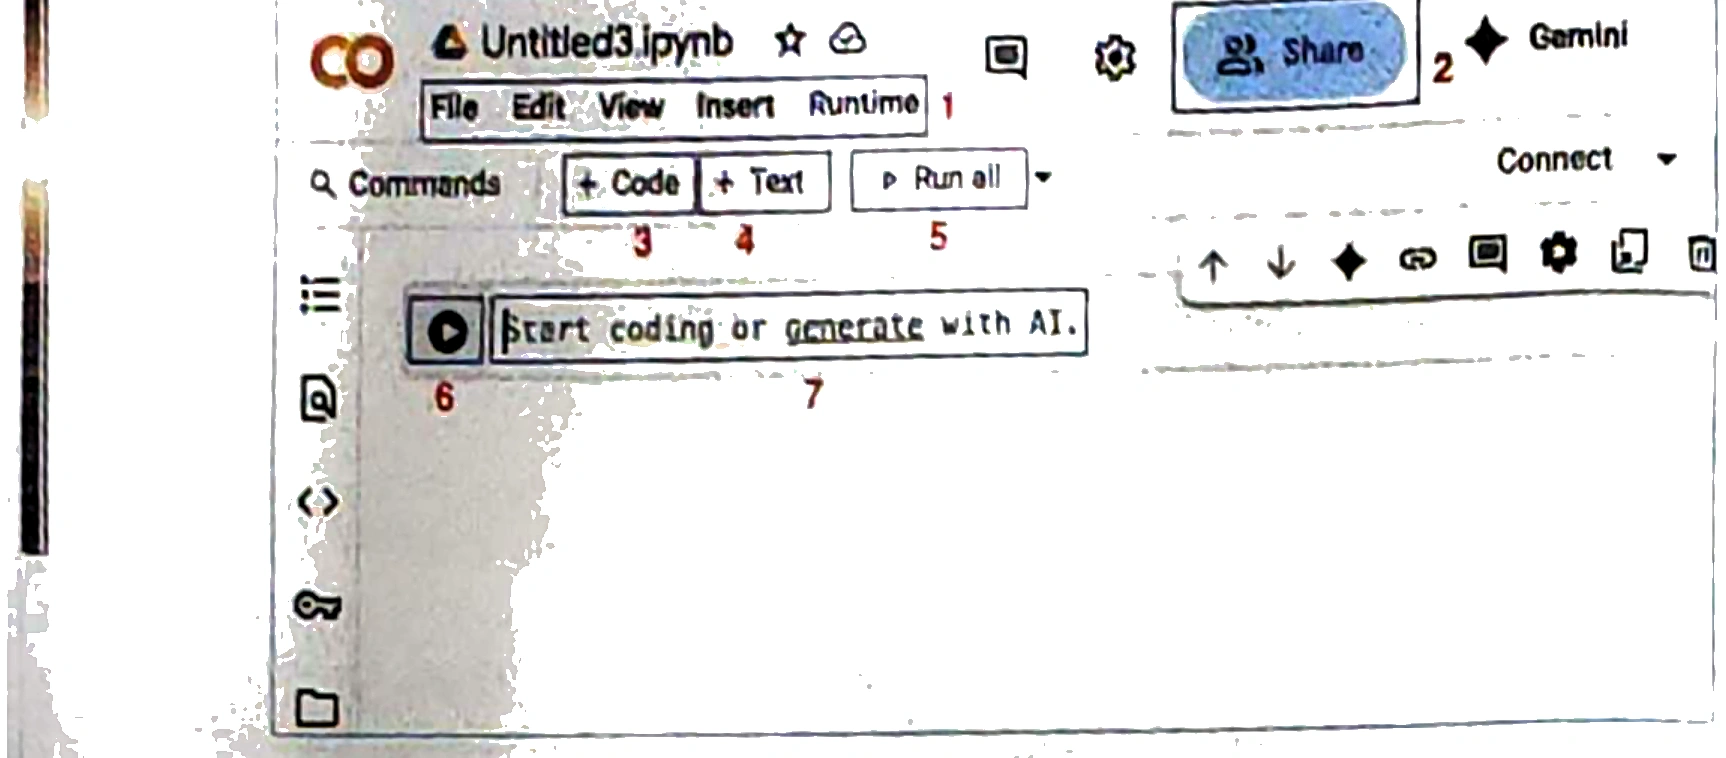 CO Untitled3.ipynb Share 2 Gemini
File Edit View Insert Runtime 1
Commands + Code + Text Run all Connect
3 4 5
Start coding or generate with AI.
6 7